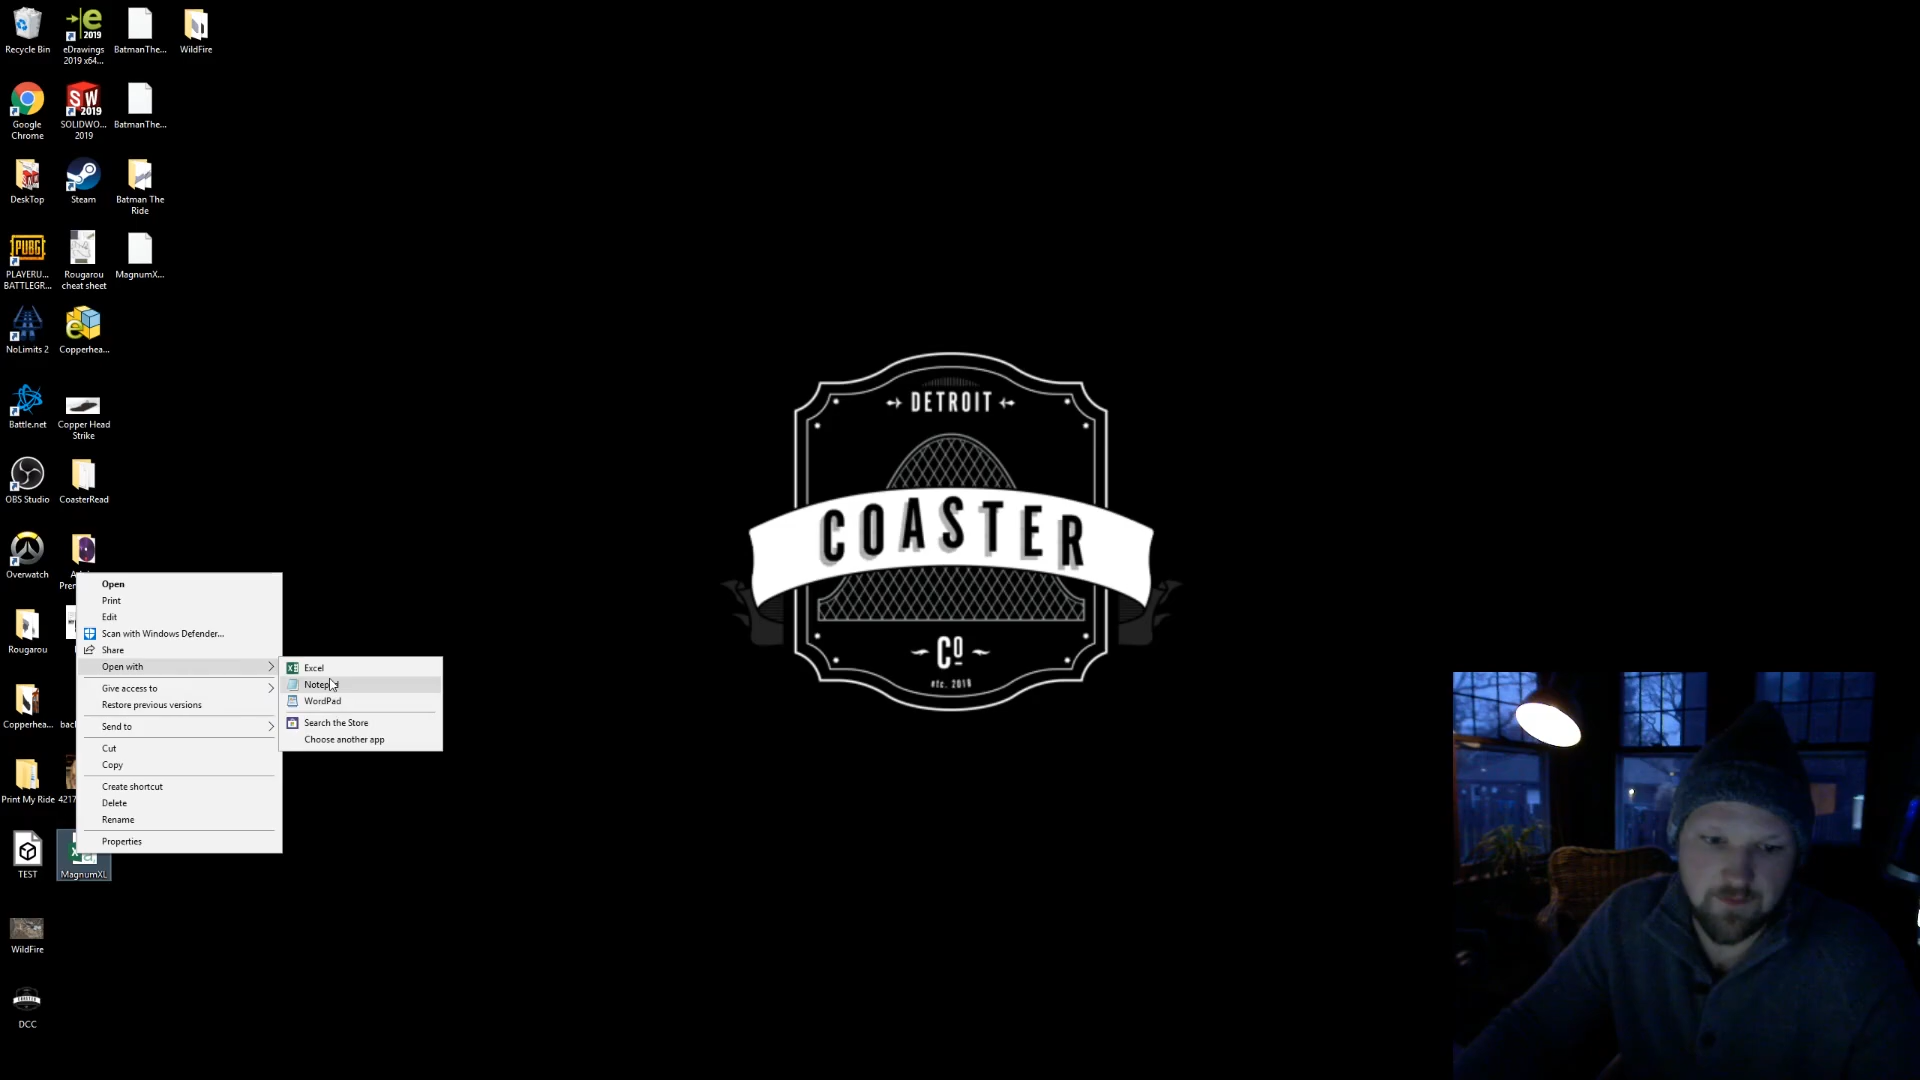 Recycle Bin
eDrawings
2019 x64...
BatmanThe...
WildFire
Google
Chrome
SW
2019
SOLIDWO...
2019
BatmanThe...
DeskTop
Steam
Batman The
Ride
PUBG
PLAYERU...
BATTLEGR...
Rougarou
cheat sheet
MagnumX...
NoLimits 2
Copperhea...
Battle.net
Copper Head
Strike
OBS Studio
CoasterRead
Overwatch
Rougarou
Copperhea...
Print My Ride
TEST
MagnumXL
WildFire
DCC
Open
Print
Edit
Scan with Windows Defender...
Share
Open with
Give access to
Restore previous versions
Send to
Cut
Copy
Create shortcut
Delete
Rename
Properties
Excel
Notepad
WordPad
Search the Store
Choose another app
DETROIT
COASTER
Co
etc. 2018